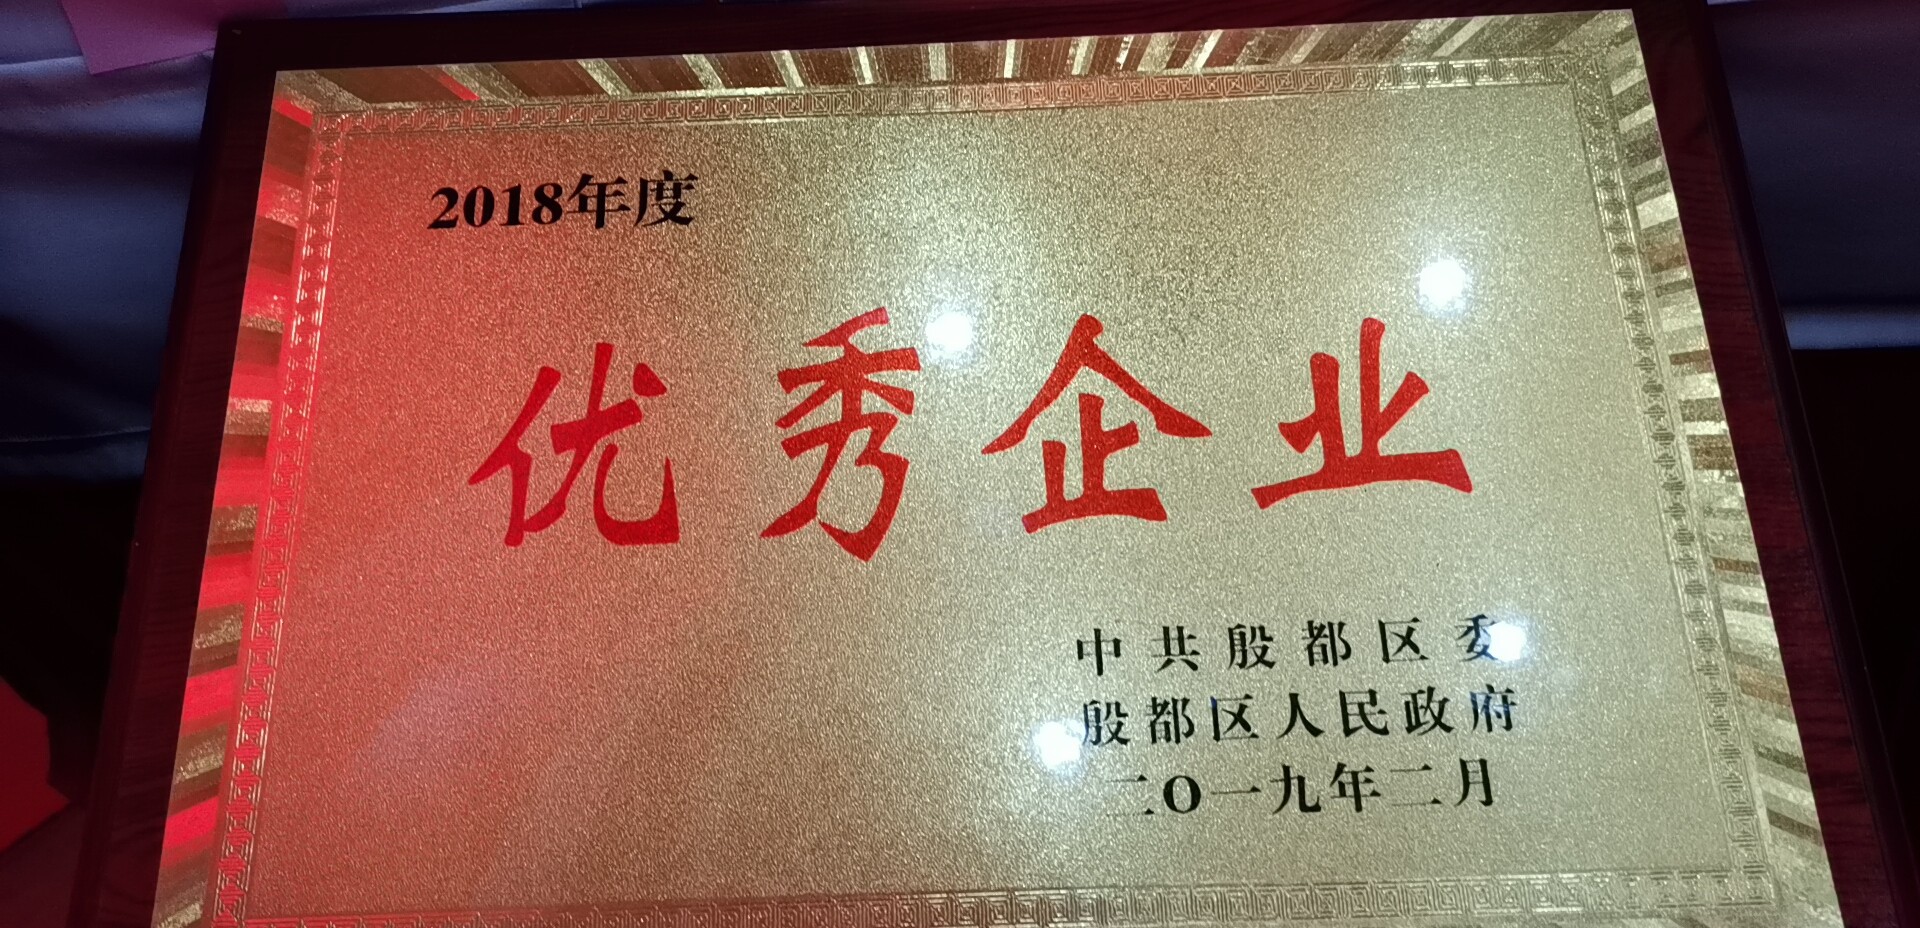 2018年度
优秀企业
中共殷都区委
殷都区人民政府
二O一九年二月